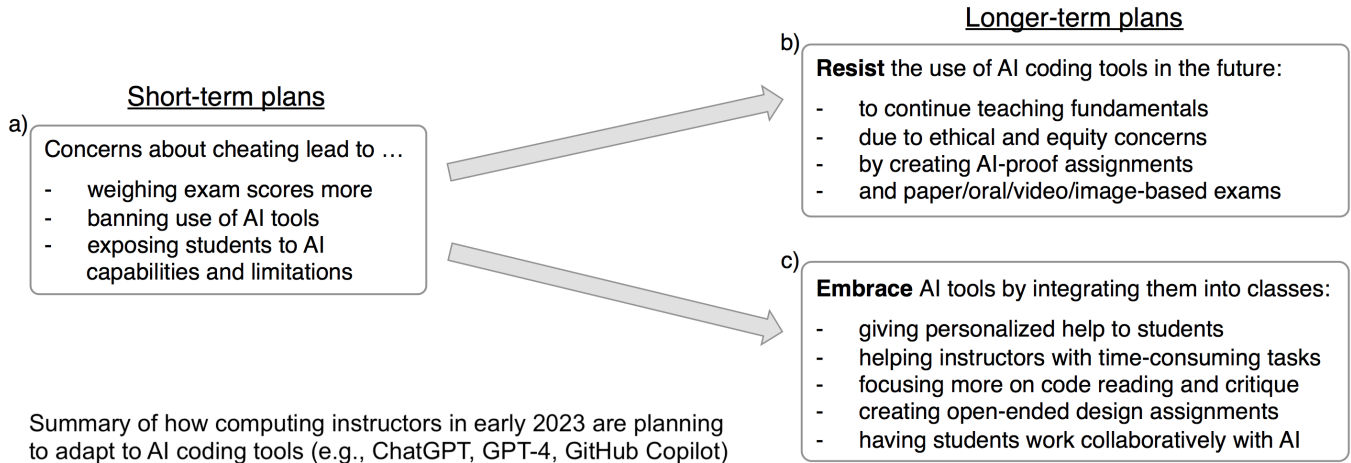 Short-term plans
a)
Concerns about cheating lead to …
- weighing exam scores more
- banning use of AI tools
- exposing students to AI
capabilities and limitations
Longer-term plans
b)
Resist the use of AI coding tools in the future:
- to continue teaching fundamentals
- due to ethical and equity concerns
- by creating AI-proof assignments
- and paper/oral/video/image-based exams
c)
Embrace AI tools by integrating them into classes:
- giving personalized help to students
- helping instructors with time-consuming tasks
- focusing more on code reading and critique
- creating open-ended design assignments
- having students work collaboratively with AI
Summary of how computing instructors in early 2023 are planning
to adapt to AI coding tools (e.g., ChatGPT, GPT-4, GitHub Copilot)